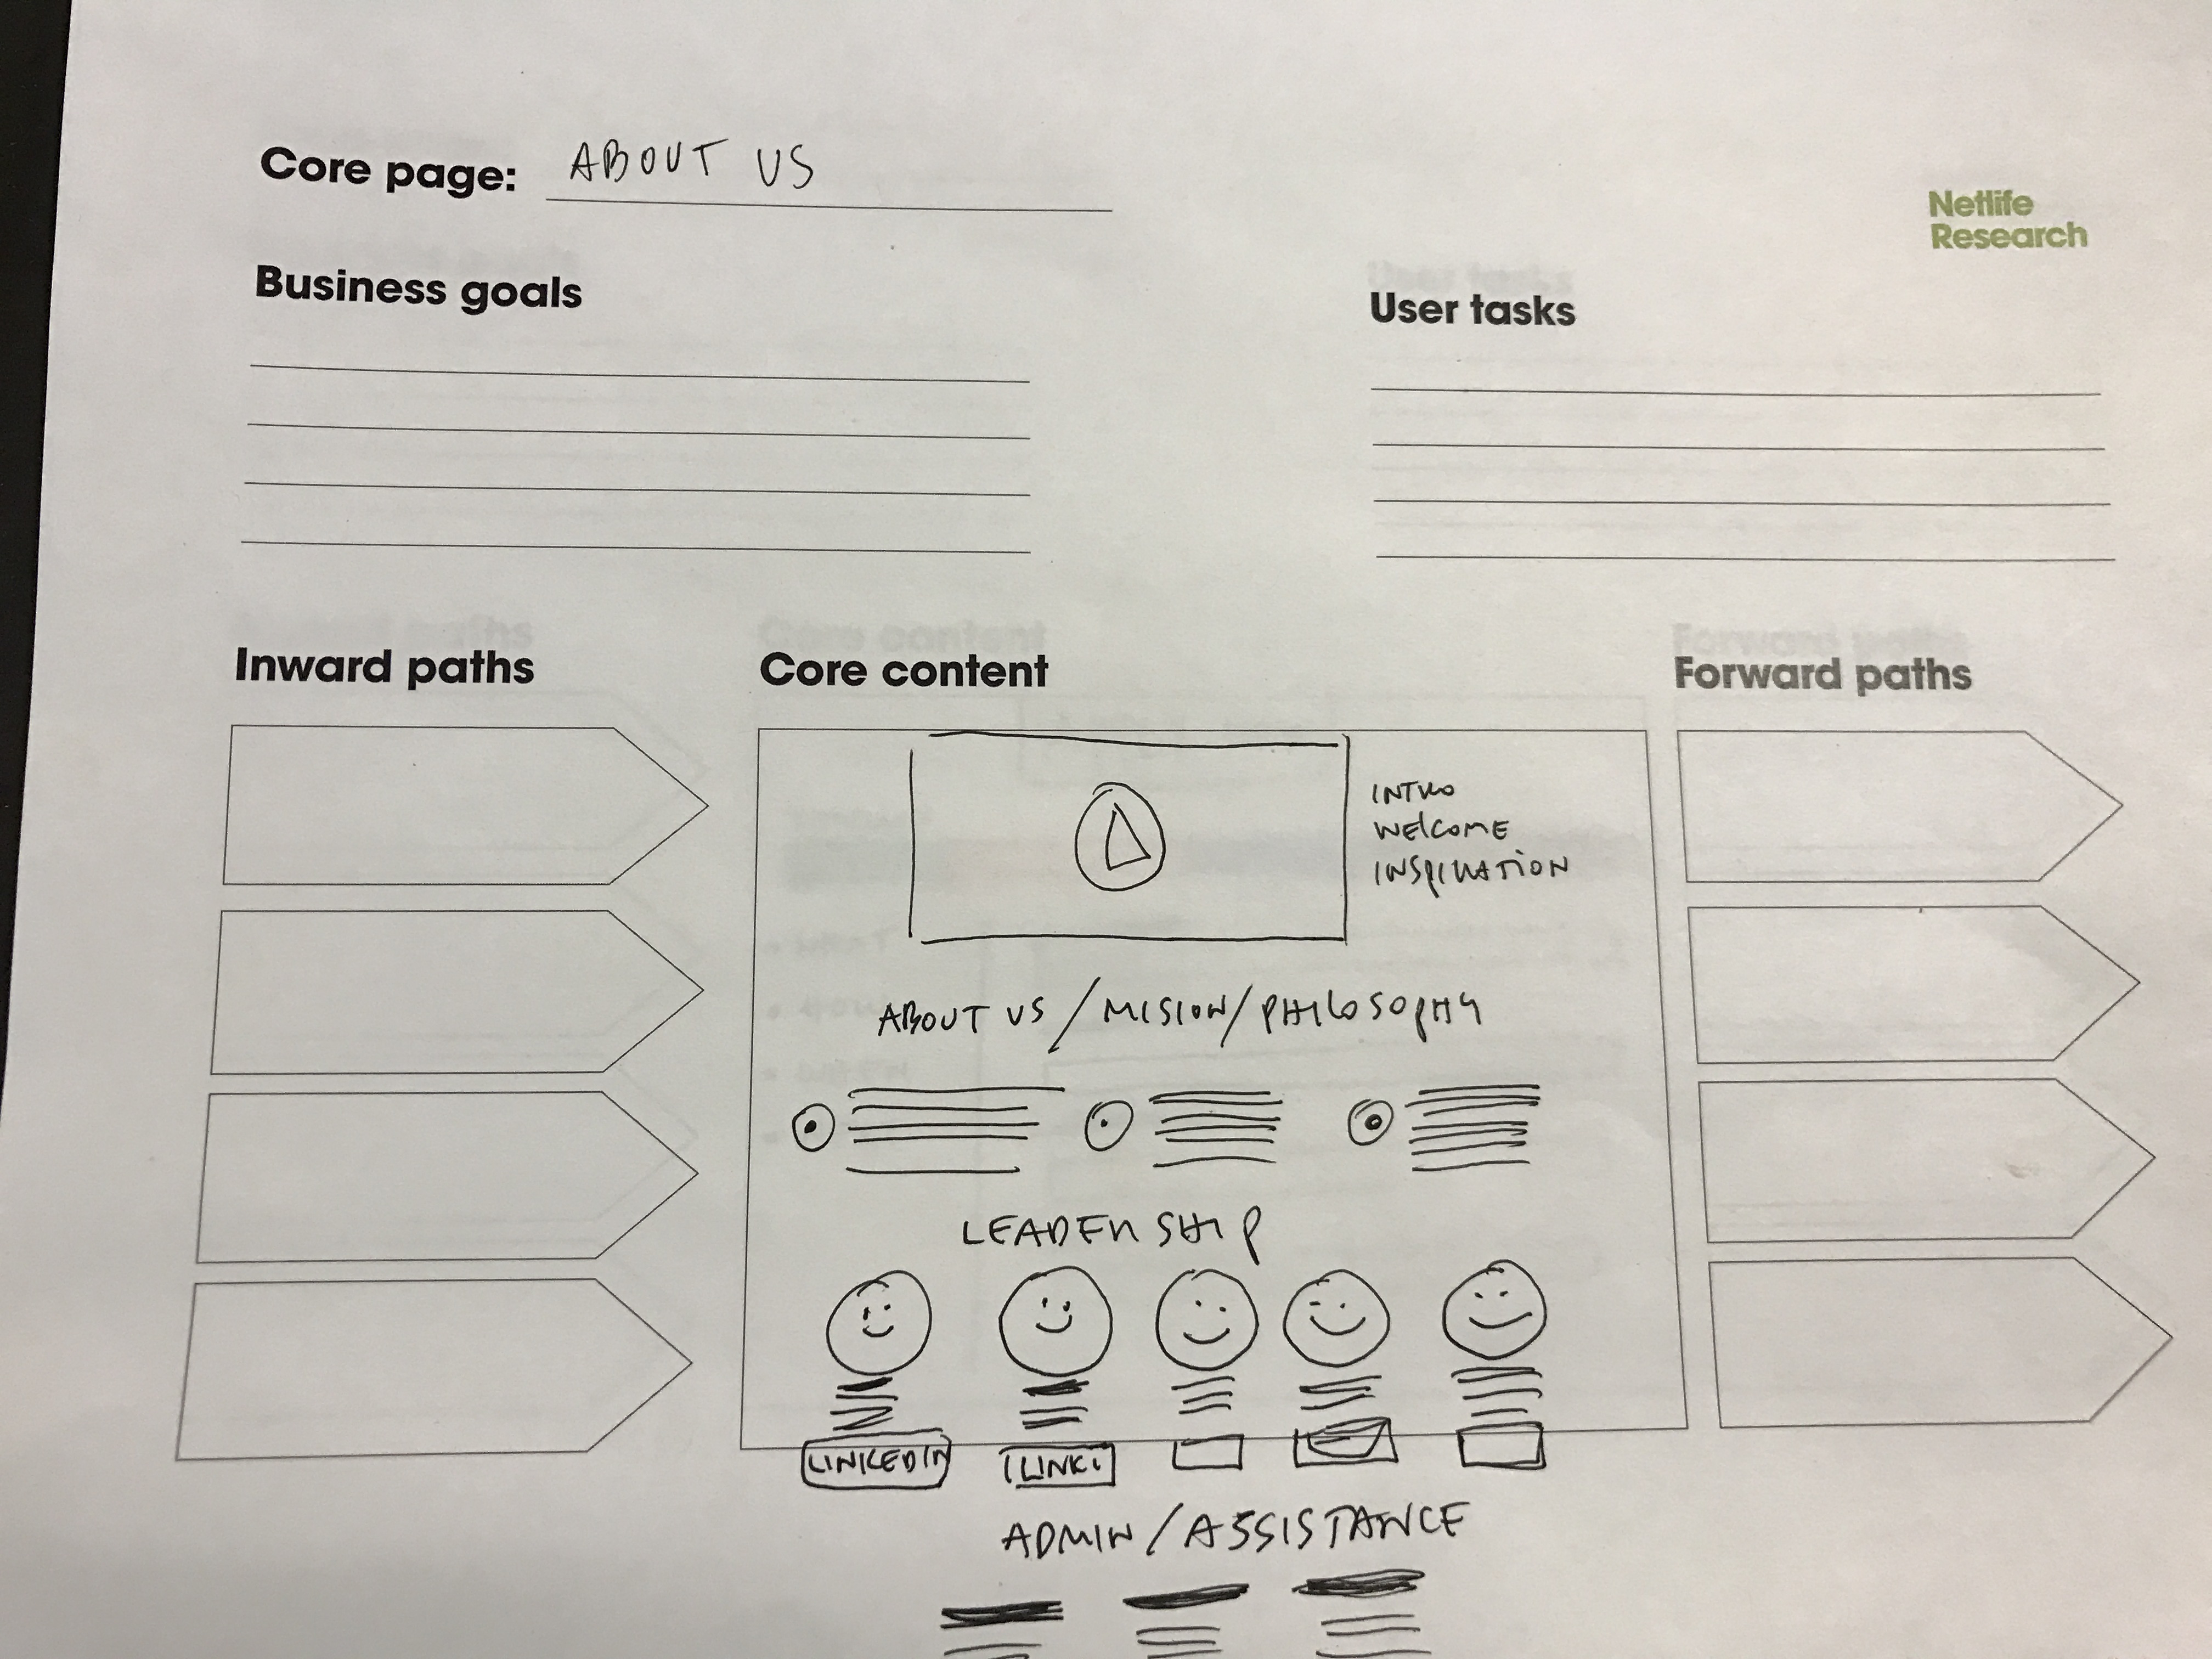 Core page: ABOUT US
Netlife
Research
Business goals
User tasks
Inward paths
Core content
Forward paths
INTRO
WELCOME
INSPIRATION
ABOUT US / MISION / PHILOSOPHY
LEADERSHIP
LINKEDIN
LINK
ADMIN / ASSISTANCE